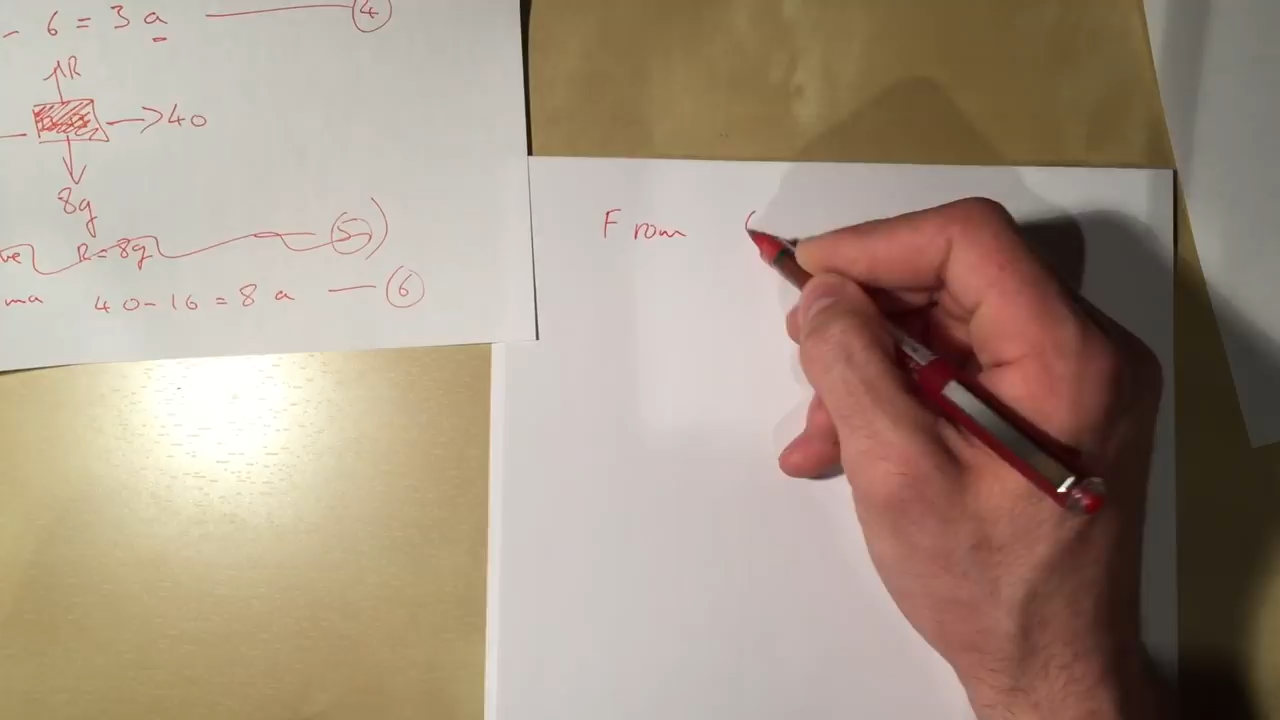 - 6 = 3 a ④
R
→ 40
8g
R = 8g ⑤)
ma 40 - 16 = 8 a — ⑥
From (